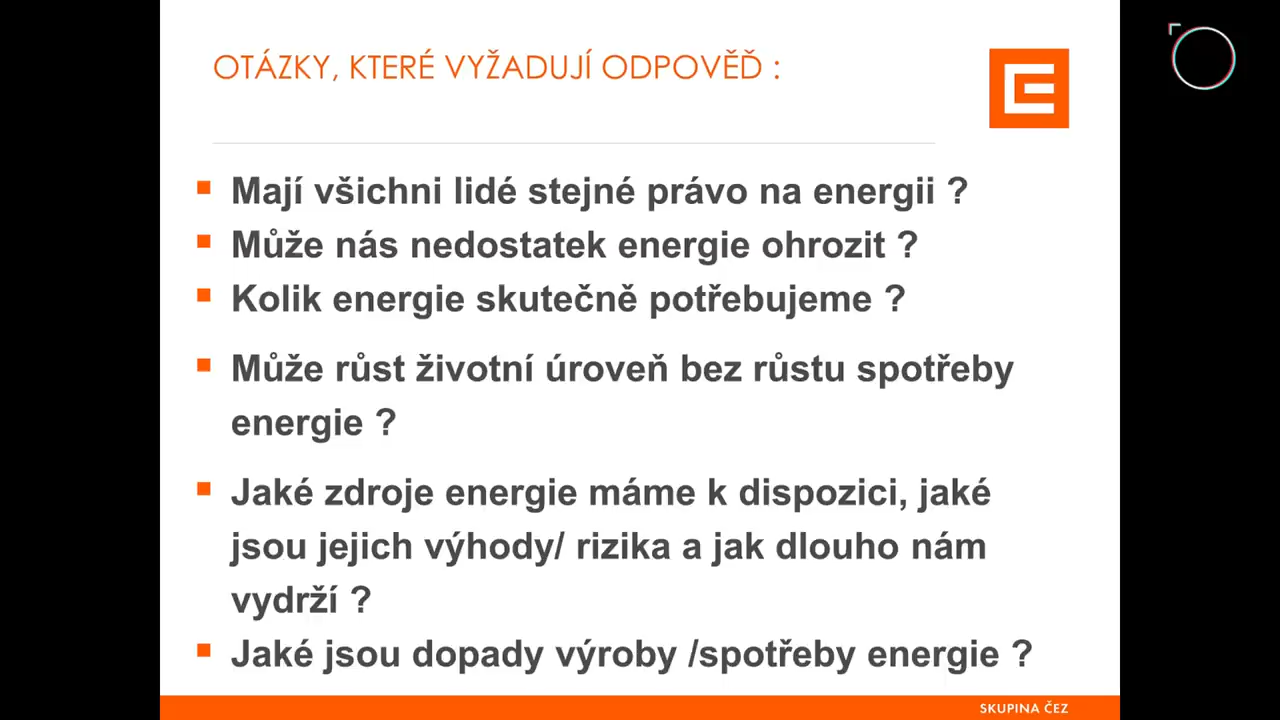 OTÁZKY, KTERÉ VYŽADUJÍ ODPOVĚĎ :
Mají všichni lidé stejné právo na energii ?
Může nás nedostatek energie ohrozit ?
Kolik energie skutečně potřebujeme ?
Může růst životní úroveň bez růstu spotřeby
energie ?
Jaké zdroje energie máme k dispozici, jaké
jsou jejich výhody/ rizika a jak dlouho nám
vydrží ?
Jaké jsou dopady výroby /spotřeby energie ?
SKUPINA ČEZ